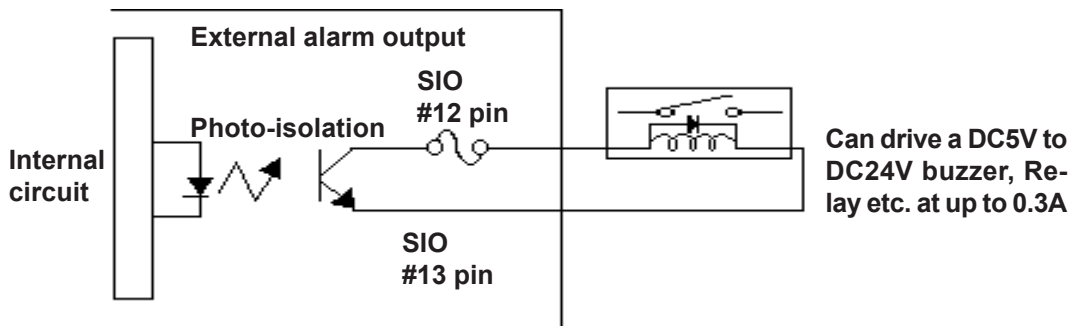 External alarm output
SIO
#12 pin
Photo-isolation
Internal
circuit
Can drive a DC5V to
DC24V buzzer, Re-
lay etc. at up to 0.3A
SIO
#13 pin